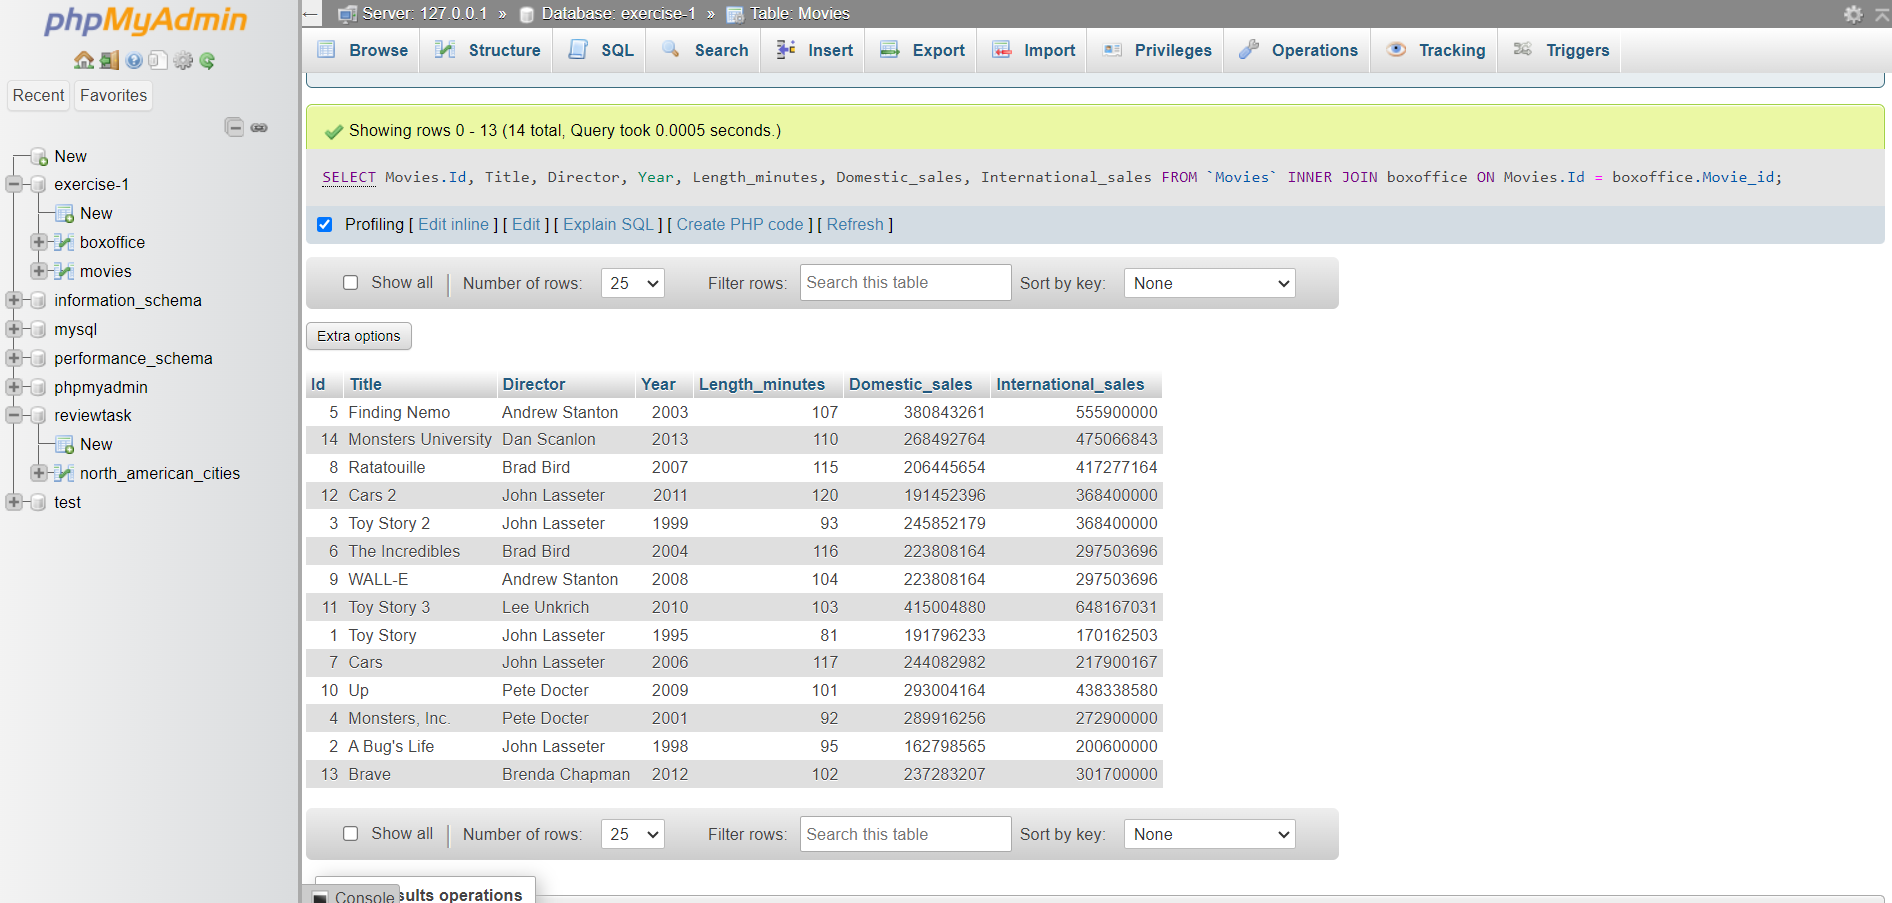 phpMyAdmin
Recent Favorites
New
exercise-1
New
boxoffice
movies
information_schema
mysql
performance_schema
phpmyadmin
reviewtask
New
north_american_cities
test
Server: 127.0.0.1 » Database: exercise-1 » Table: Movies
Browse Structure SQL Search Insert Export Import Privileges Operations Tracking Triggers
Showing rows 0 - 13 (14 total, Query took 0.0005 seconds.)
SELECT Movies.Id, Title, Director, Year, Length_minutes, Domestic_sales, International_sales FROM `Movies` INNER JOIN boxoffice ON Movies.Id = boxoffice.Movie_id;
Profiling [ Edit inline ] [ Edit ] [ Explain SQL ] [ Create PHP code ] [ Refresh ]
Show all Number of rows: 25 Filter rows: Search this table Sort by key: None
Extra options
Id Title Director Year Length_minutes Domestic_sales International_sales
5 Finding Nemo Andrew Stanton 2003 107 380843261 555900000
14 Monsters University Dan Scanlon 2013 110 268492764 475066843
8 Ratatouille Brad Bird 2007 115 206445654 417277164
12 Cars 2 John Lasseter 2011 120 191452396 368400000
3 Toy Story 2 John Lasseter 1999 93 245852179 368400000
6 The Incredibles Brad Bird 2004 116 223808164 297503696
9 WALL-E Andrew Stanton 2008 104 223808164 297503696
11 Toy Story 3 Lee Unkrich 2010 103 415004880 648167031
1 Toy Story John Lasseter 1995 81 191796233 170162503
7 Cars John Lasseter 2006 117 244082982 217900167
10 Up Pete Docter 2009 101 293004164 438338580
4 Monsters, Inc. Pete Docter 2001 92 289916256 272900000
2 A Bug's Life John Lasseter 1998 95 162798565 200600000
13 Brave Brenda Chapman 2012 102 237283207 301700000
Show all Number of rows: 25 Filter rows: Search this table Sort by key: None
Console sults operations